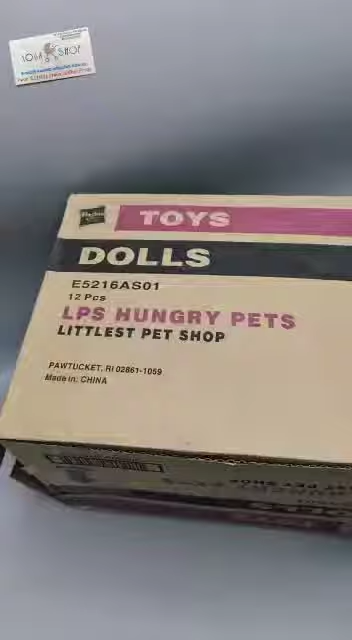 SHOP
Hasbro
TOYS
DOLLS
E5216AS01
12 Pcs
LPS HUNGRY PETS
LITTLEST PET SHOP
PAWTUCKET, RI 02861-1059
Made in: CHINA